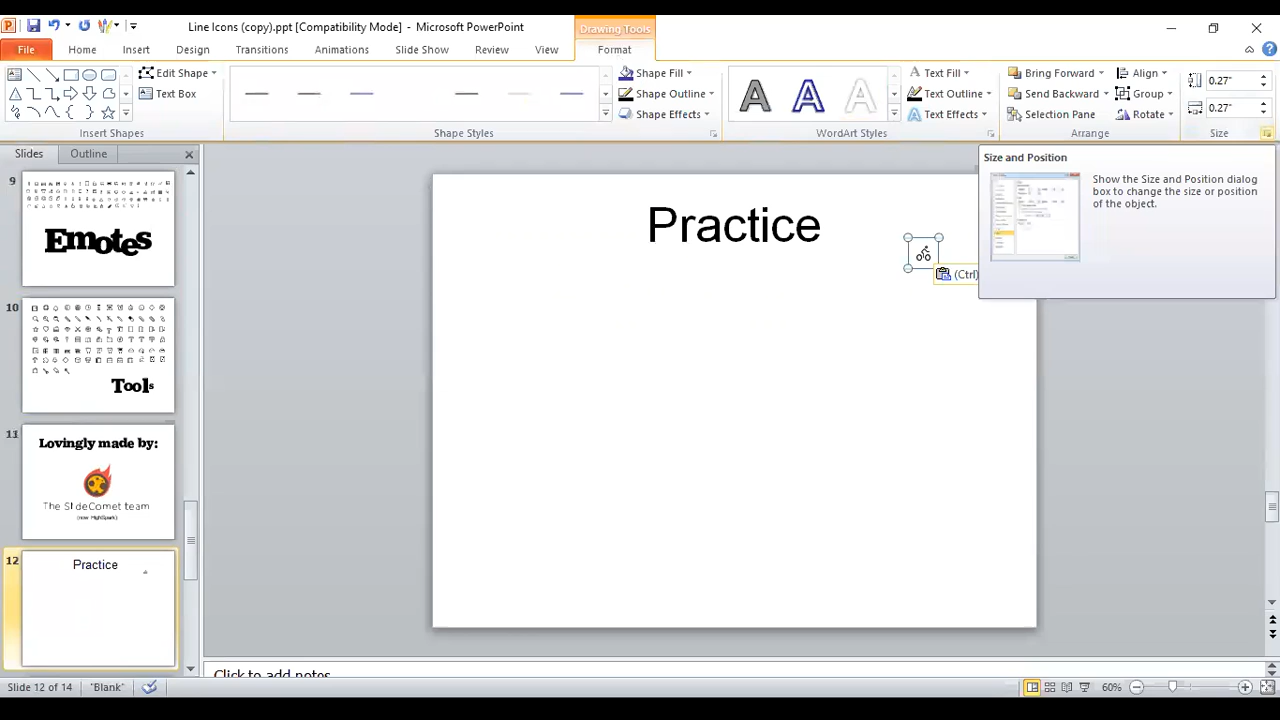 Line Icons (copy).ppt [Compatibility Mode] - Microsoft PowerPoint
Drawing Tools
File Home Insert Design Transitions Animations Slide Show Review View Format
Edit Shape
Text Box
Insert Shapes
Shape Fill
Shape Outline
Shape Effects
Shape Styles
A A A
Text Fill
Text Outline
Text Effects
WordArt Styles
Bring Forward
Send Backward
Selection Pane
Align
Group
Rotate
Arrange
0.27"
0.27"
Size
Slides Outline
Size and Position
Show the Size and Position dialog
box to change the size or position
of the object.
9
Emotes
10
Tools
11
Lovingly made by:
The SlideComet team
(now HighSpark)
12
Practice
Practice
(Ctrl)
Click to add notes
Slide 12 of 14 "Blank" 60%